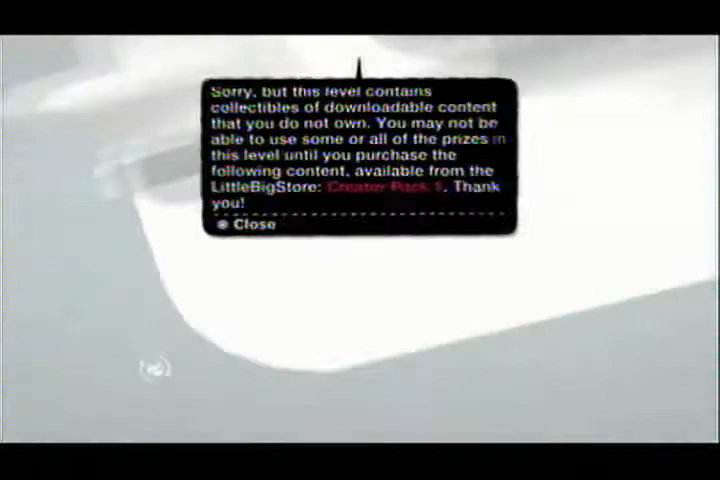 Sorry, but this level contains
collectibles of downloadable content
that you do not own. You may not be
able to use some or all of the prizes in
this level until you purchase the
following content, available from the
LittleBigStore: Creator Pack 1. Thank
you!
Close